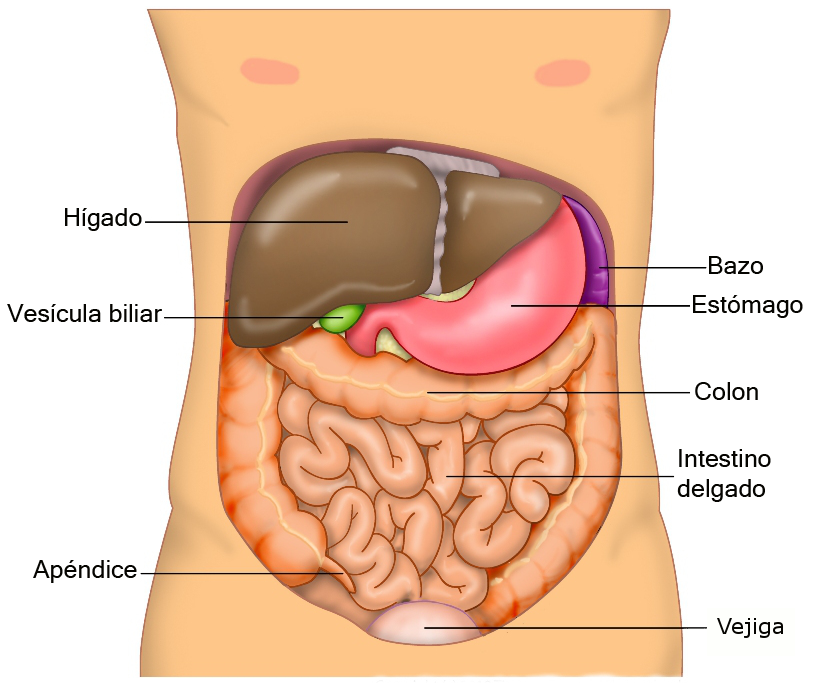 Hígado
Vesícula biliar
Apéndice
Bazo
Estómago
Colon
Intestino
delgado
Vejiga